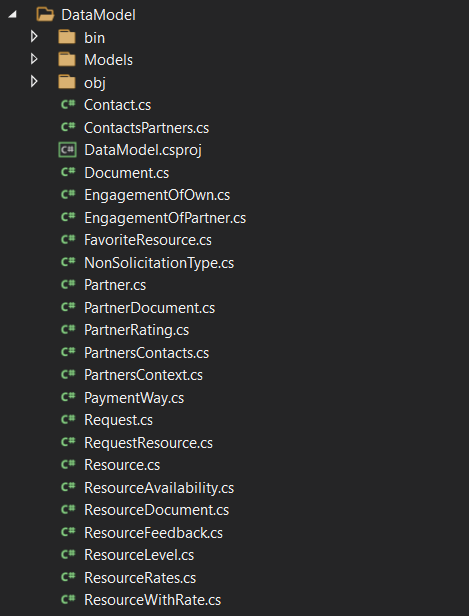 DataModel
bin
Models
obj
Contact.cs
ContactsPartners.cs
DataModel.csproj
Document.cs
EngagementOfOwn.cs
EngagementOfPartner.cs
FavoriteResource.cs
NonSolicitationType.cs
Partner.cs
PartnerDocument.cs
PartnerRating.cs
PartnersContacts.cs
PartnersContext.cs
PaymentWay.cs
Request.cs
RequestResource.cs
Resource.cs
ResourceAvailability.cs
ResourceDocument.cs
ResourceFeedback.cs
ResourceLevel.cs
ResourceRates.cs
ResourceWithRate.cs